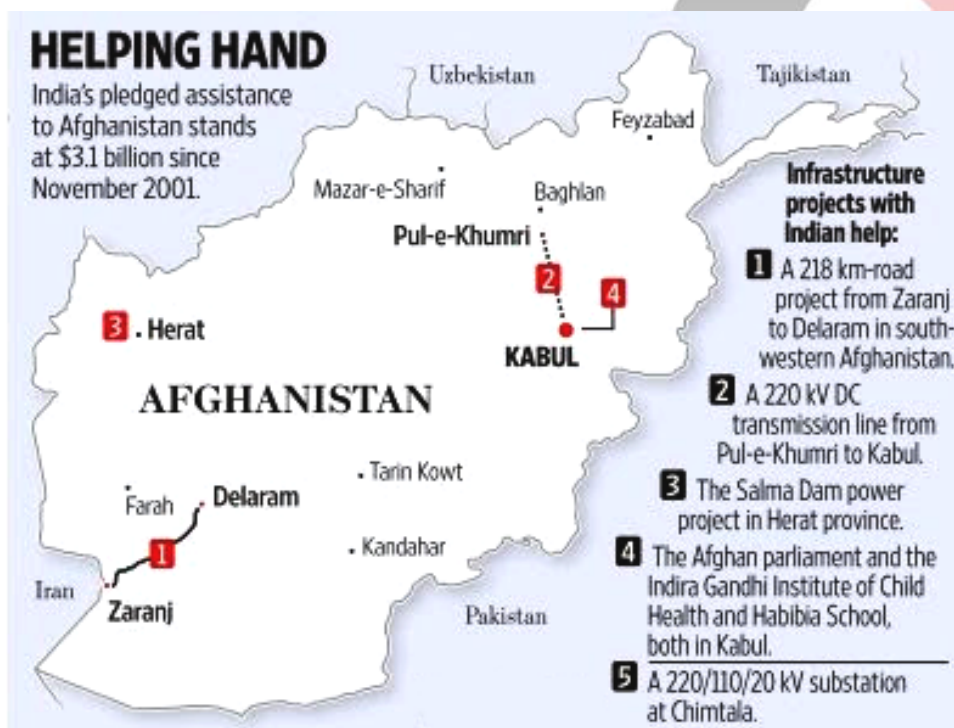 HELPING HAND
India's pledged assistance
to Afghanistan stands
at $3.1 billion since
November 2001.
Uzbekistan
Tajikistan
Feyzabad
Mazar-e-Sharif
Baghlan
Pul-e-Khumri
2
4
3
Herat
KABUL
AFGHANISTAN
Tarin Kowt
Farah
Delaram
1
Kandahar
Iran
Zaranj
Pakistan
Infrastructure
projects with
Indian help:
1 A 218 km-road
project from Zaranj
to Delaram in south-
western Afghanistan.
2 A 220 kV DC
transmission line from
Pul-e-Khumri to Kabul.
3 The Salma Dam power
project in Herat province.
4 The Afghan parliament and the
Indira Gandhi Institute of Child
Health and Habibia School,
both in Kabul.
5 A 220/110/20 kV substation
at Chimtala.